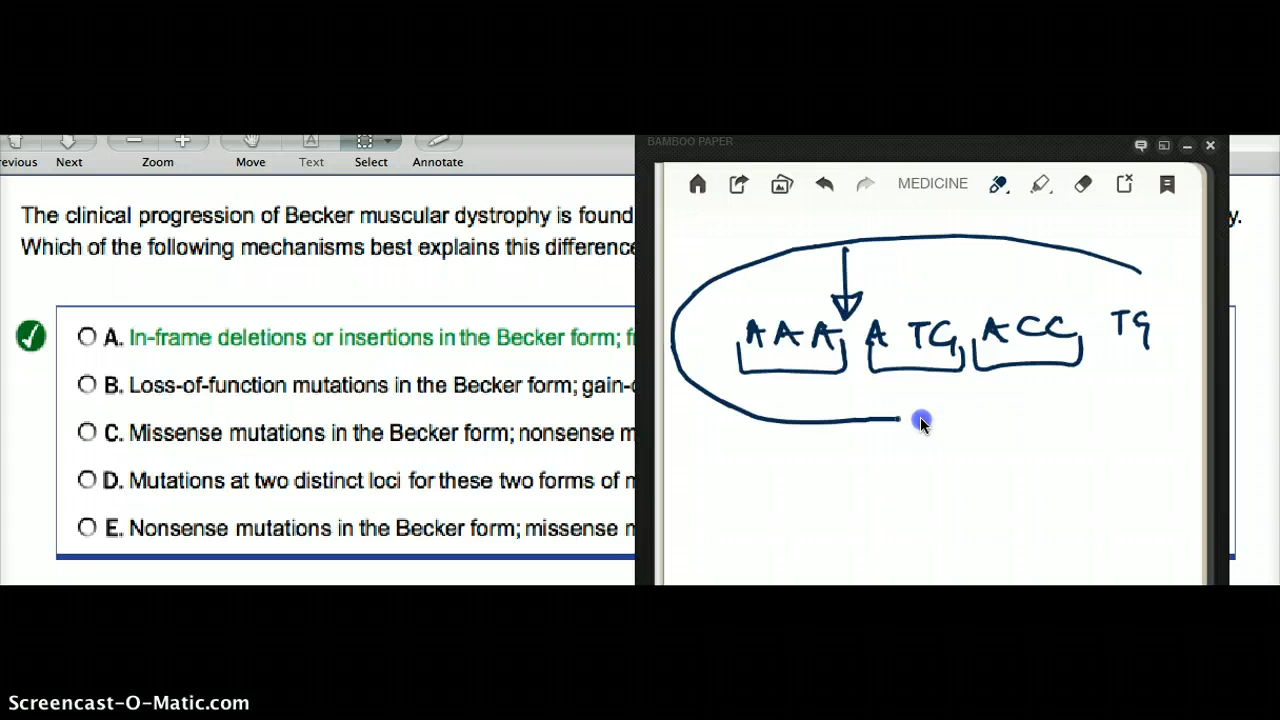 BAMBOO PAPER
revious Next Zoom Move Text Select Annotate
MEDICINE
The clinical progression of Becker muscular dystrophy is found
y.
Which of the following mechanisms best explains this difference
A. In-frame deletions or insertions in the Becker form; f
B. Loss-of-function mutations in the Becker form; gain-
C. Missense mutations in the Becker form; nonsense m
D. Mutations at two distinct loci for these two forms of m
E. Nonsense mutations in the Becker form; missense m
AAA ATG ACC TG
Screencast-O-Matic.com